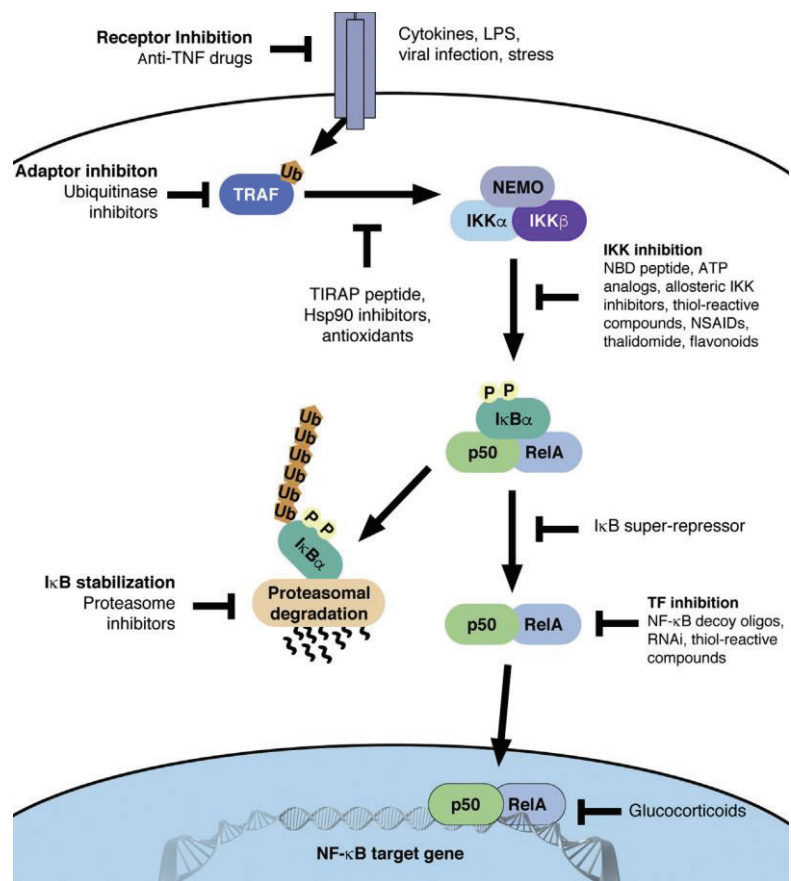 Receptor Inhibition
Anti-TNF drugs
Cytokines, LPS,
viral infection, stress
Adaptor inhibiton
Ubiquitinase
inhibitors
Ub
TRAF
NEMO
IKKα
IKKβ
TIRAP peptide,
Hsp90 inhibitors,
antioxidants
IKK inhibition
NBD peptide, ATP
analogs, allosteric IKK
inhibitors, thiol-reactive
compounds, NSAIDs,
thalidomide, flavonoids
P P
IκBα
p50
RelA
Ub
Ub
Ub
Ub
Ub
Ub
P
P
IκBα
IκB super-repressor
IκB stabilization
Proteasome
inhibitors
Proteasomal
degradation
p50
RelA
TF inhibition
NF-κB decoy oligos,
RNAi, thiol-reactive
compounds
p50
RelA
Glucocorticoids
NF-κB target gene